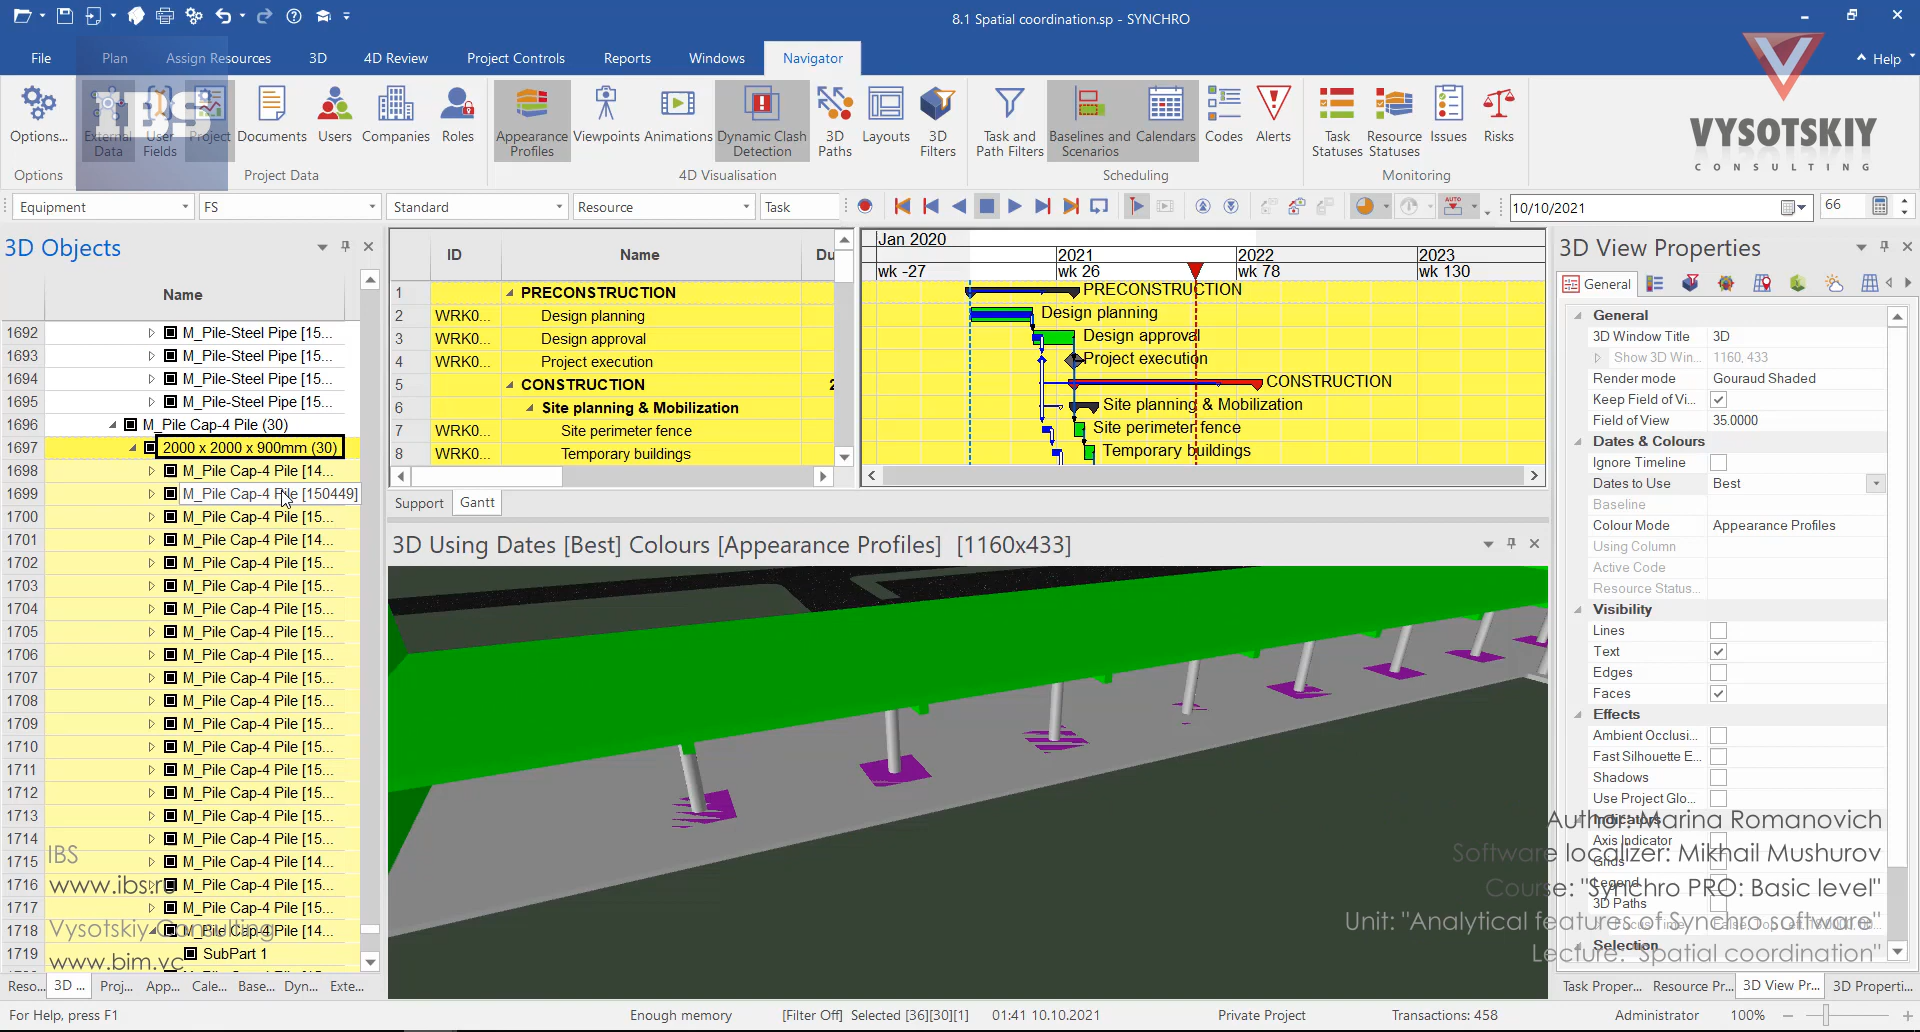 8.1 Spatial coordination.sp - SYNCHRO
File
Plan
Assign Resources
3D
4D Review
Project Controls
Reports
Windows
Navigator
Help
Options...
External Data
User Fields
Project
Documents
Users
Companies
Roles
Appearance Profiles
Viewpoints
Animations
Dynamic Clash Detection
3D Paths
Layouts
3D Filters
Task and Path Filters
Baselines and Scenarios
Calendars
Codes
Alerts
Task Statuses
Resource Statuses
Issues
Risks
IBS
VYSOTSKIY
CONSULTING
Options
Project Data
4D Visualisation
Scheduling
Monitoring
Equipment
FS
Standard
Resource
Task
AUTO
10/10/2021
66
3D Objects
Name
1692 M_Pile-Steel Pipe [15...
1693 M_Pile-Steel Pipe [15...
1694 M_Pile-Steel Pipe [15...
1695 M_Pile-Steel Pipe [15...
1696 M_Pile Cap-4 Pile (30)
1697 2000 x 2000 x 900mm (30)
1698 M_Pile Cap-4 Pile [14...
1699 M_Pile Cap-4 Pile [150449]
1700 M_Pile Cap-4 Pile [15...
1701 M_Pile Cap-4 Pile [14...
1702 M_Pile Cap-4 Pile [15...
1703 M_Pile Cap-4 Pile [15...
1704 M_Pile Cap-4 Pile [15...
1705 M_Pile Cap-4 Pile [15...
1706 M_Pile Cap-4 Pile [15...
1707 M_Pile Cap-4 Pile [15...
1708 M_Pile Cap-4 Pile [15...
1709 M_Pile Cap-4 Pile [15...
1710 M_Pile Cap-4 Pile [15...
1711 M_Pile Cap-4 Pile [15...
1712 M_Pile Cap-4 Pile [15...
1713 M_Pile Cap-4 Pile [15...
1714 M_Pile Cap-4 Pile [15...
1715 M_Pile Cap-4 Pile [14...
1716 M_Pile Cap-4 Pile [15...
1717 M_Pile Cap-4 Pile [15...
1718 M_Pile Cap-4 Pile [14...
1719 SubPart 1
IBS
www.ibs.ru
Vysotskiy Consulting
www.bim.vc
Reso... 3D ... Proj... App... Cale... Base... Dyn... Exte...
ID Name Du
1 PRECONSTRUCTION
2 WRK0... Design planning
3 WRK0... Design approval
4 WRK0... Project execution
5 CONSTRUCTION 2
6 Site planning & Mobilization
7 WRK0... Site perimeter fence
8 WRK0... Temporary buildings
Support Gantt
Jan 2020
2021 2022 2023
wk -27 wk 26 wk 78 wk 130
PRECONSTRUCTION
Design planning
Design approval
Project execution
CONSTRUCTION
Site planning & Mobilization
Site perimeter fence
Temporary buildings
3D Using Dates [Best] Colours [Appearance Profiles] [1160x433]
3D View Properties
General
General
3D Window Title 3D
Show 3D Win... 1160, 433
Render mode Gouraud Shaded
Keep Field of Vi...
Field of View 35.0000
Dates & Colours
Ignore Timeline
Dates to Use Best
Baseline
Colour Mode Appearance Profiles
Using Column
Active Code
Resource Status...
Visibility
Lines
Text
Edges
Faces
Effects
Ambient Occlusi...
Fast Silhouette E...
Shadows
Use Project Glo...
Indicators
Axis Indicator
Grids
Legend
3D Paths
Focus Time
Selection
Author: Marina Romanovich
Software localizer: Mikhail Mushurov
Course: "Synchro PRO: Basic level"
Unit: "Analytical features of Synchro software"
Lecture: "Spatial coordination"
Task Proper... Resource Pr... 3D View Pr... 3D Properti...
For Help, press F1
Enough memory
[Filter Off] Selected [36][30][1]
01:41 10.10.2021
Private Project
Transactions: 458
Administrator
100%